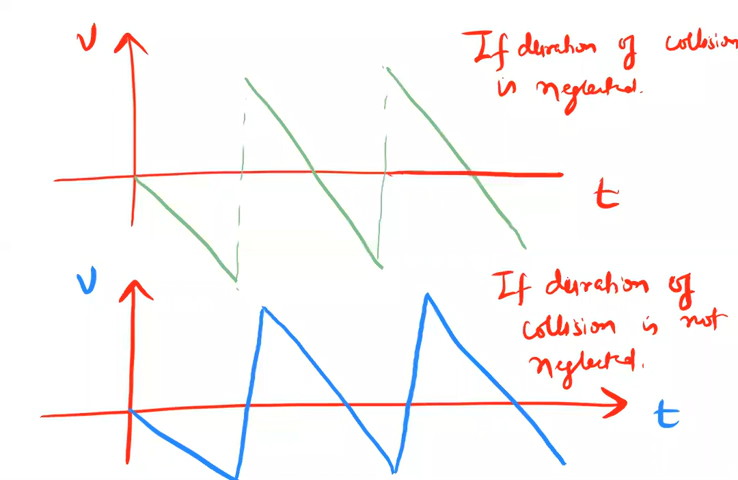 v
If duration of collision
is neglected.
t
v
If duration of
collision is not
neglected.
t